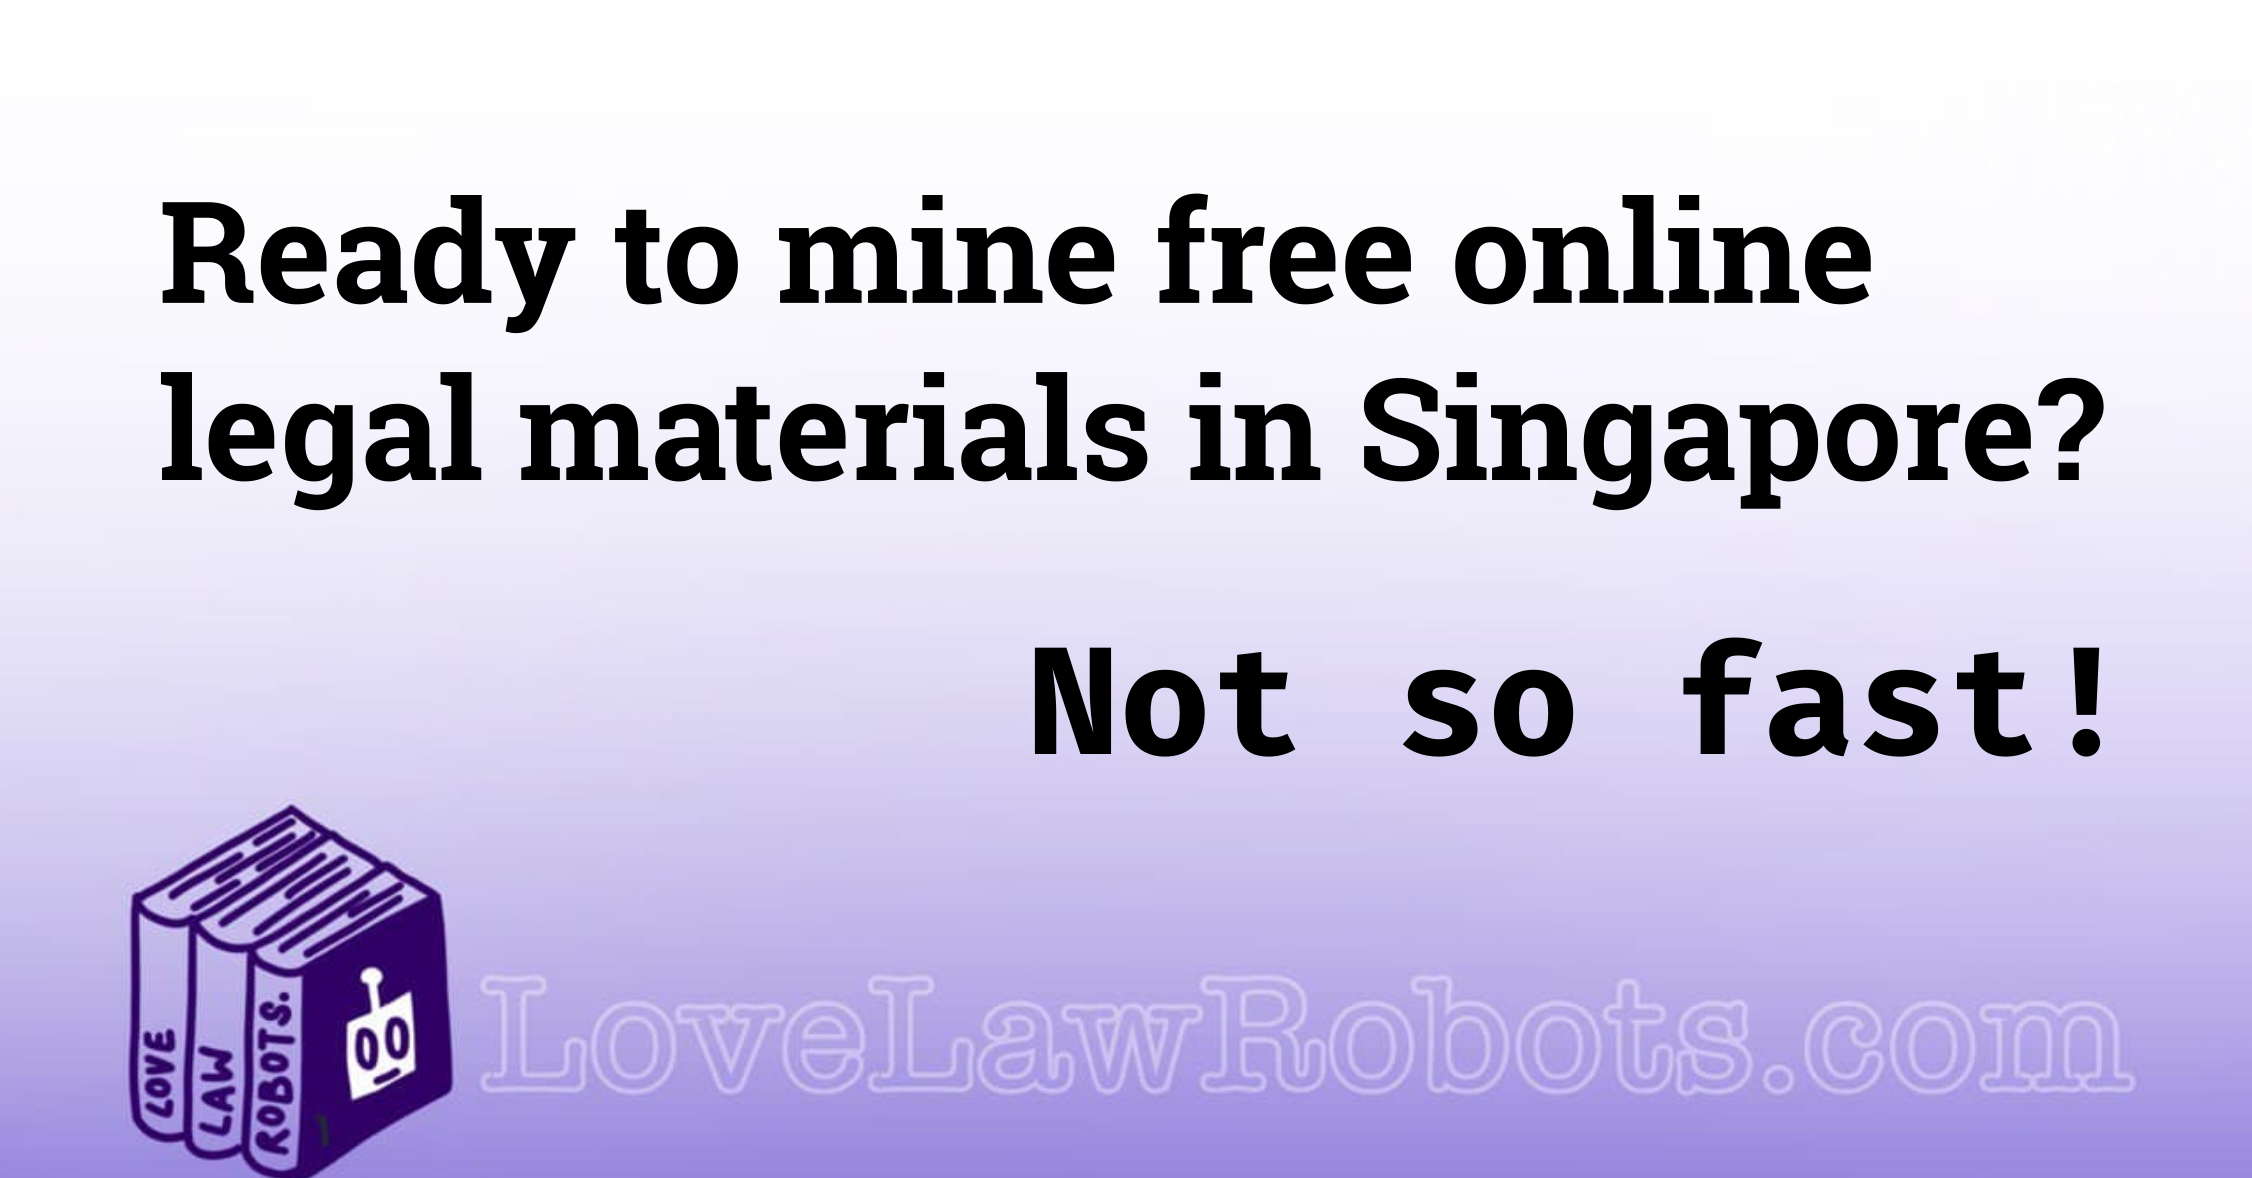 Ready to mine free online
legal materials in Singapore?
Not so fast!
LOVE
LAW
ROBOTS.
LoveLawRobots.com